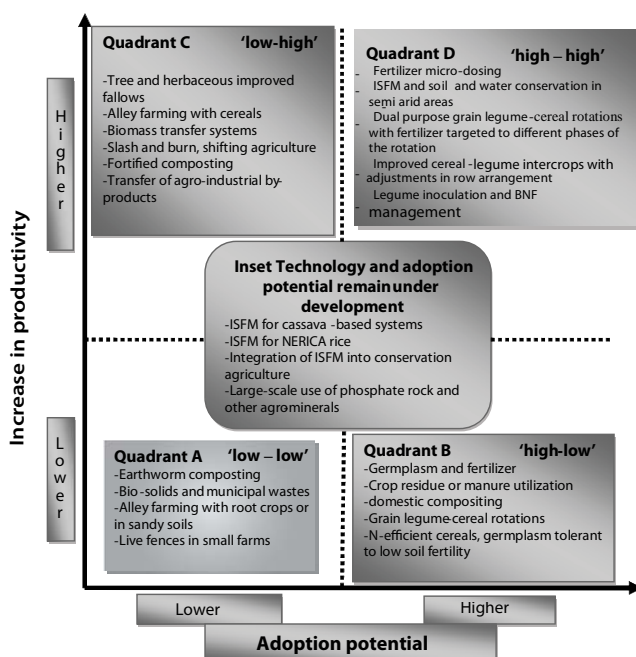 Increase in productivity
Higher
Lower
Quadrant C 'low-high'
-Tree and herbaceous improved
fallows
-Alley farming with cereals
-Biomass transfer systems
-Slash and burn, shifting agriculture
-Fortified composting
-Transfer of agro-industrial by-
products
Quadrant D 'high – high'
- Fertilizer micro-dosing
- ISFM and soil and water conservation in
semi arid areas
- Dual purpose grain legume-cereal rotations
with fertilizer targeted to different phases of
the rotation
- Improved cereal -legume intercrops with
adjustments in row arrangement
- Legume inoculation and BNF
management
Inset Technology and adoption
potential remain under
development
-ISFM for cassava -based systems
-ISFM for NERICA rice
-Integration of ISFM into conservation
agriculture
-Large-scale use of phosphate rock and
other agrominerals
Quadrant A 'low – low'
-Earthworm composting
-Bio-solids and municipal wastes
-Alley farming with root crops or
in sandy soils
-Live fences in small farms
Quadrant B 'high-low'
-Germplasm and fertilizer
-Crop residue or manure utilization
-domestic compositing
-Grain legume-cereal rotations
-N-efficient cereals, germplasm tolerant
to low soil fertility
Lower
Higher
Adoption potential